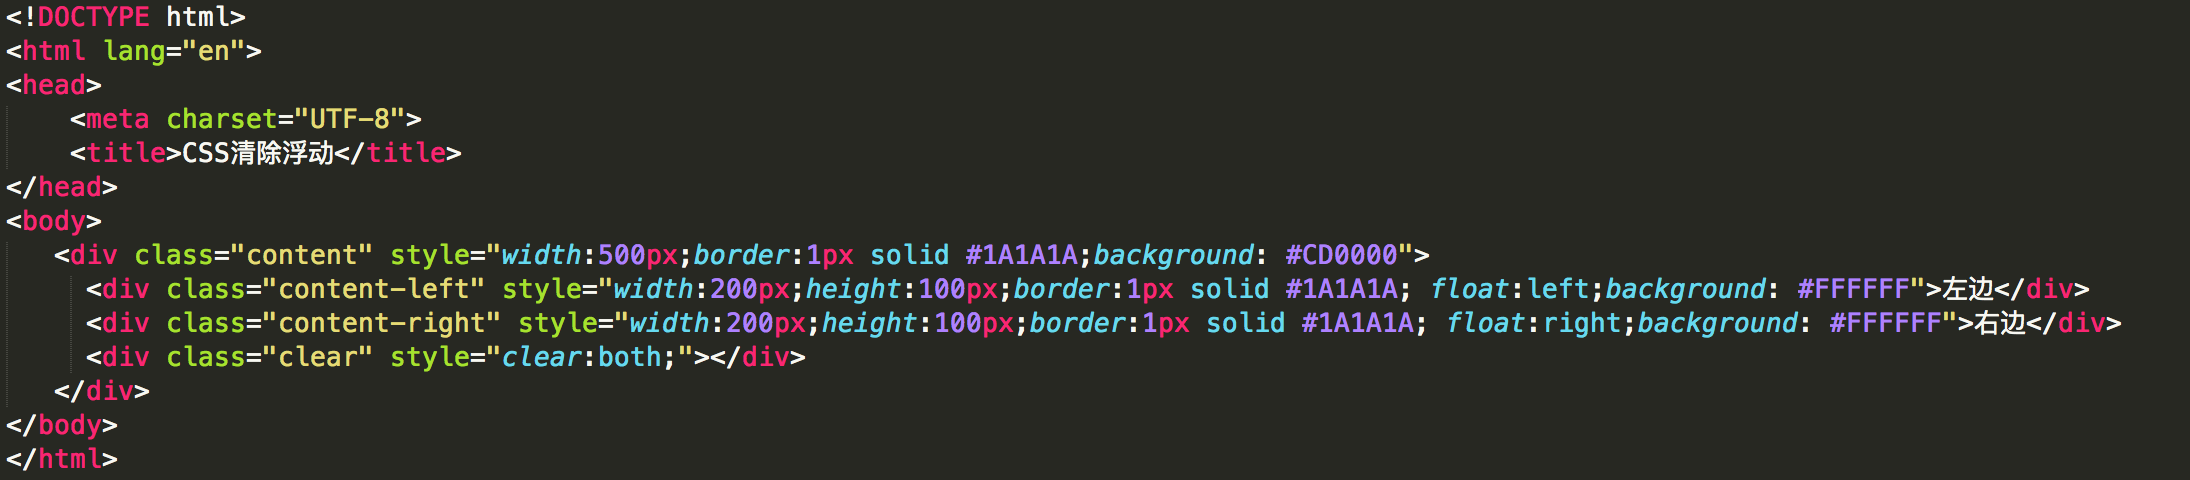 <!DOCTYPE html>
<html lang="en">
<head>
    <meta charset="UTF-8">
    <title>CSS清除浮动</title>
</head>
<body>
   <div class="content" style="width:500px;border:1px solid #1A1A1A;background: #CD0000">
     <div class="content-left" style="width:200px;height:100px;border:1px solid #1A1A1A; float:left;background: #FFFFFF">左边</div>
     <div class="content-right" style="width:200px;height:100px;border:1px solid #1A1A1A; float:right;background: #FFFFFF">右边</div>
     <div class="clear" style="clear:both;"></div>
   </div>
</body>
</html>